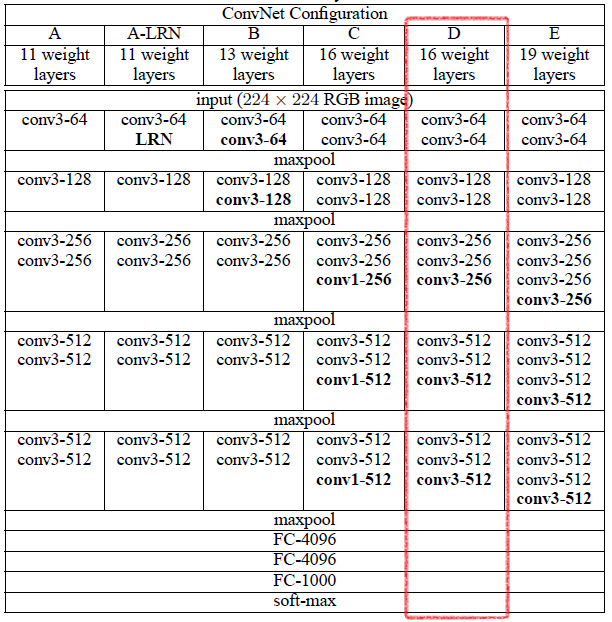 ConvNet Configuration
A A-LRN B C D E
11 weight layers 11 weight layers 13 weight layers 16 weight layers 16 weight layers 19 weight layers
input (224 × 224 RGB image)
conv3-64 conv3-64 conv3-64 conv3-64 conv3-64 conv3-64
LRN conv3-64 conv3-64 conv3-64 conv3-64
maxpool
conv3-128 conv3-128 conv3-128 conv3-128 conv3-128 conv3-128
conv3-128 conv3-128 conv3-128 conv3-128
maxpool
conv3-256 conv3-256 conv3-256 conv3-256 conv3-256 conv3-256
conv3-256 conv3-256 conv3-256 conv3-256 conv3-256 conv3-256
conv1-256 conv3-256 conv3-256
conv3-256
maxpool
conv3-512 conv3-512 conv3-512 conv3-512 conv3-512 conv3-512
conv3-512 conv3-512 conv3-512 conv3-512 conv3-512 conv3-512
conv1-512 conv3-512 conv3-512
conv3-512
maxpool
conv3-512 conv3-512 conv3-512 conv3-512 conv3-512 conv3-512
conv3-512 conv3-512 conv3-512 conv3-512 conv3-512 conv3-512
conv1-512 conv3-512 conv3-512
conv3-512
maxpool
FC-4096
FC-4096
FC-1000
soft-max